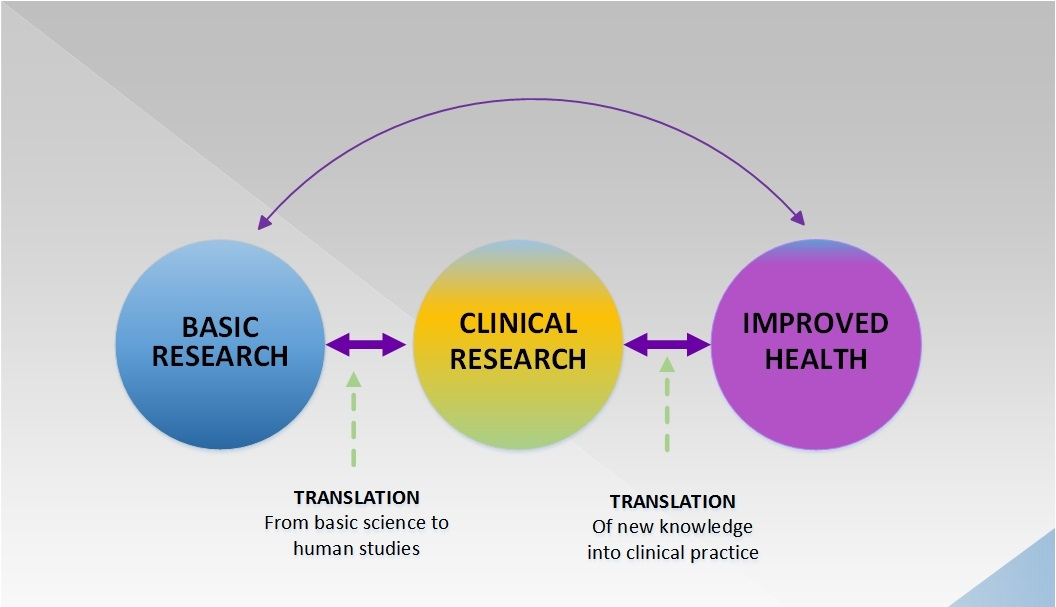 BASIC
RESEARCH
CLINICAL
RESEARCH
IMPROVED
HEALTH
TRANSLATION
From basic science to
human studies
TRANSLATION
Of new knowledge
into clinical practice